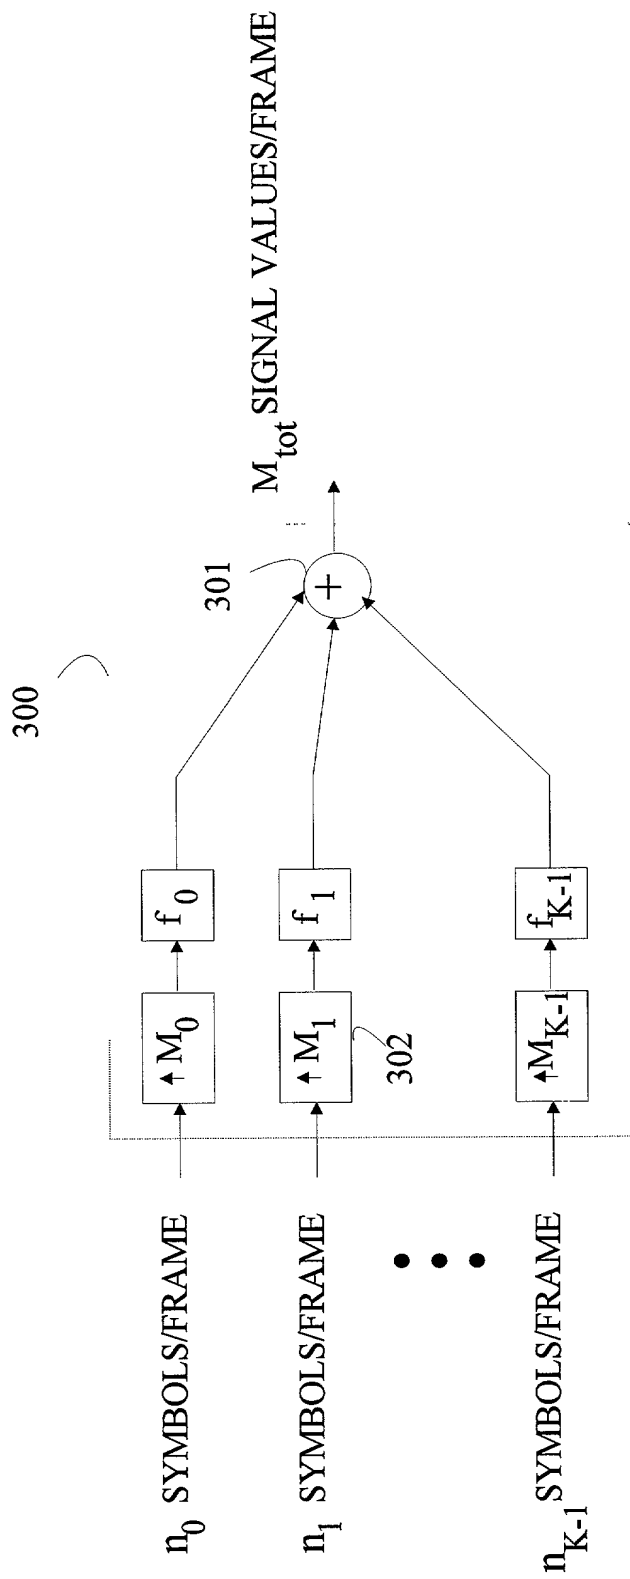 300
n0 SYMBOLS/FRAME
↑M0
f0
301
n1 SYMBOLS/FRAME
↑M1
f1
+
Mtot SIGNAL VALUES/FRAME
302
nK-1 SYMBOLS/FRAME
↑MK-1
fK-1